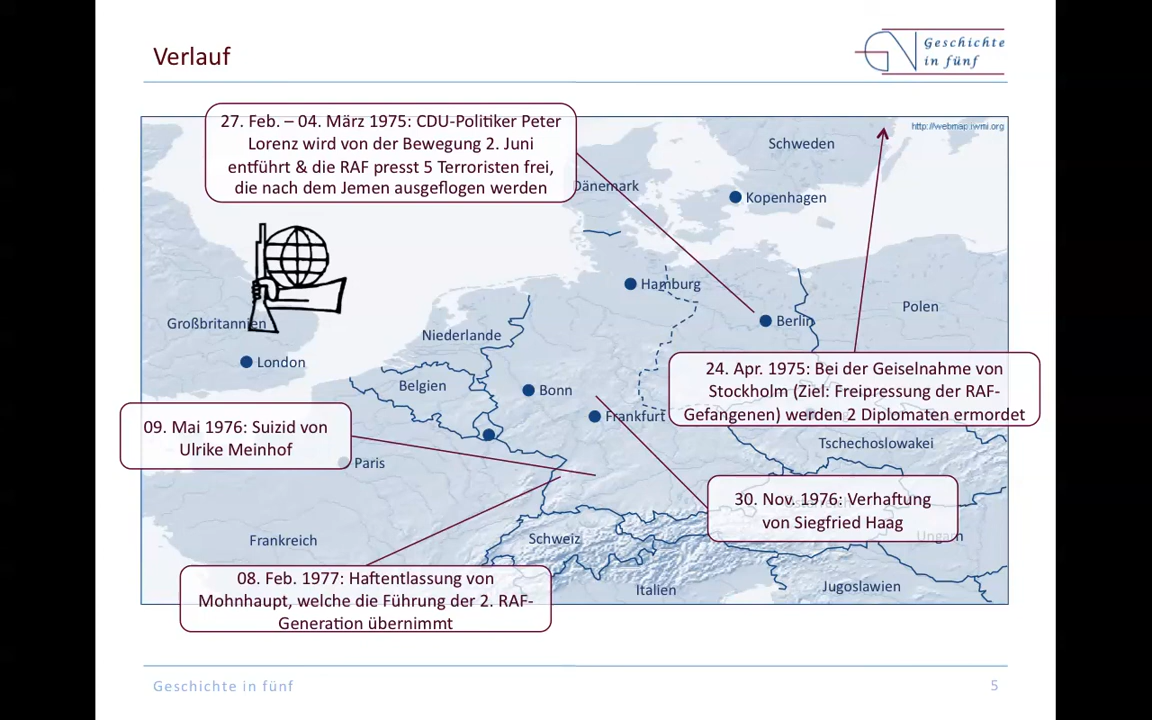 Verlauf
Geschichte
in fünf
27. Feb. – 04. März 1975: CDU-Politiker Peter
Lorenz wird von der Bewegung 2. Juni
entführt & die RAF presst 5 Terroristen frei,
die nach dem Jemen ausgeflogen werden
http://webmap.iwmi.org
Schweden
Dänemark
Kopenhagen
Hamburg
Polen
Berlin
Großbritannien
Niederlande
London
24. Apr. 1975: Bei der Geiselnahme von
Stockholm (Ziel: Freipressung der RAF-
Gefangenen) werden 2 Diplomaten ermordet
Belgien
Bonn
Frankfurt
09. Mai 1976: Suizid von
Ulrike Meinhof
Tschechoslowakei
Paris
30. Nov. 1976: Verhaftung
von Siegfried Haag
Ungarn
Frankreich
Schweiz
08. Feb. 1977: Haftentlassung von
Mohnhaupt, welche die Führung der 2. RAF-
Generation übernimmt
Italien
Jugoslawien
Geschichte in fünf
5